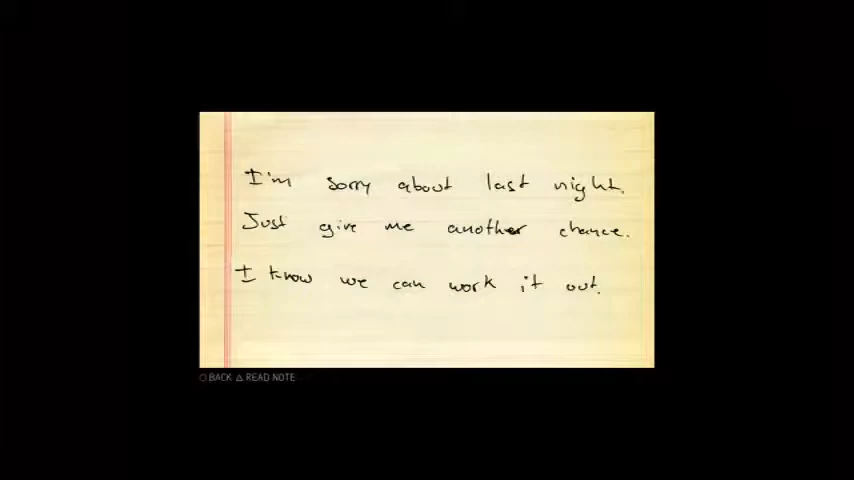 I'm sorry about last night.
Just give me another chance.
I know we can work it out.
○ BACK △ READ NOTE